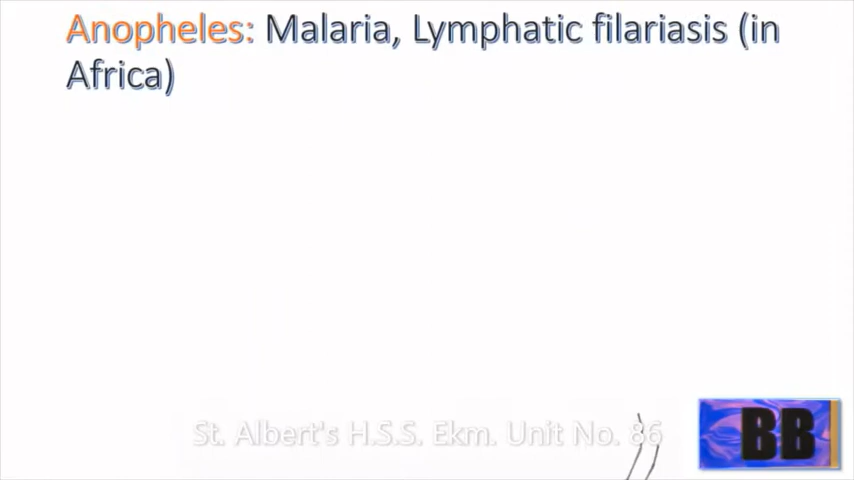 Anopheles: Malaria, Lymphatic filariasis (in
Africa)
St. Albert's H.S.S. Ekm. Unit No. 86
BB